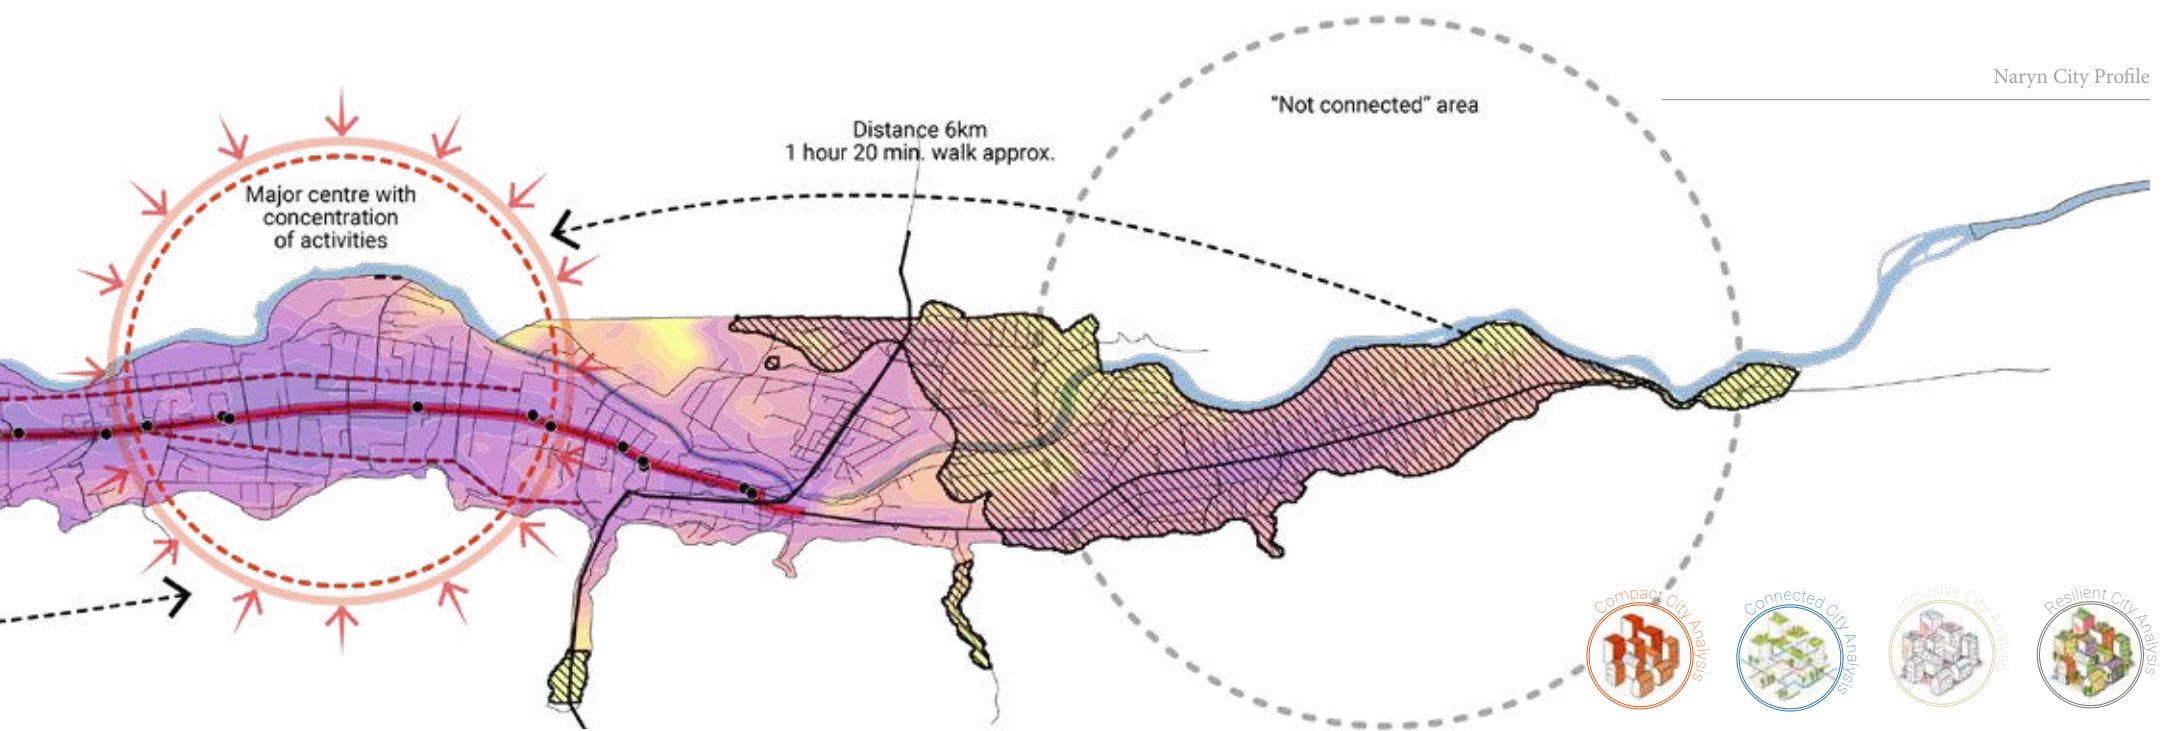 Naryn City Profile
"Not connected" area
Distance 6km
1 hour 20 min. walk approx.
Major centre with
concentration
of activities
Compact City Analysis
Connected City Analysis
Inclusive City Analysis
Resilient City Analysis